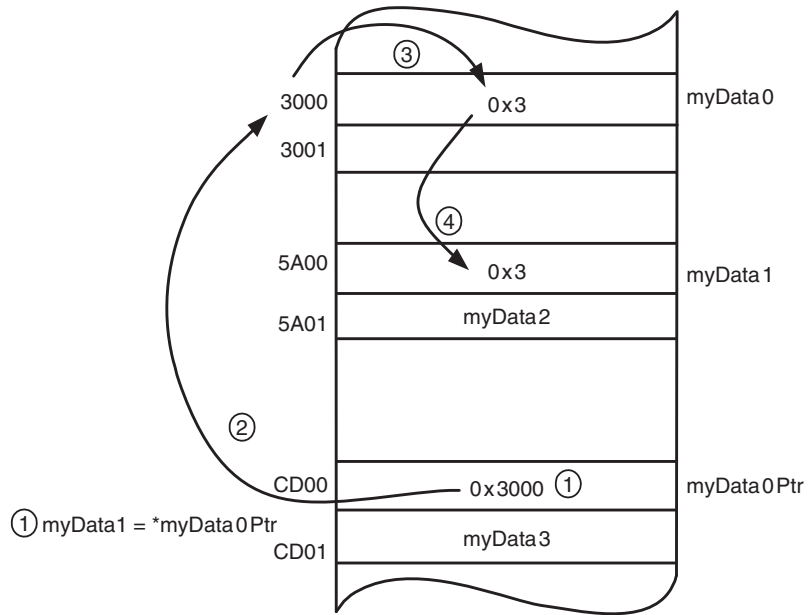 ③
3000
0x3
myData0
3001
④
5A00
0x3
myData1
5A01
myData2
②
CD00
0x3000 ①
myData0Ptr
① myData1 = *myData0Ptr
myData3
CD01